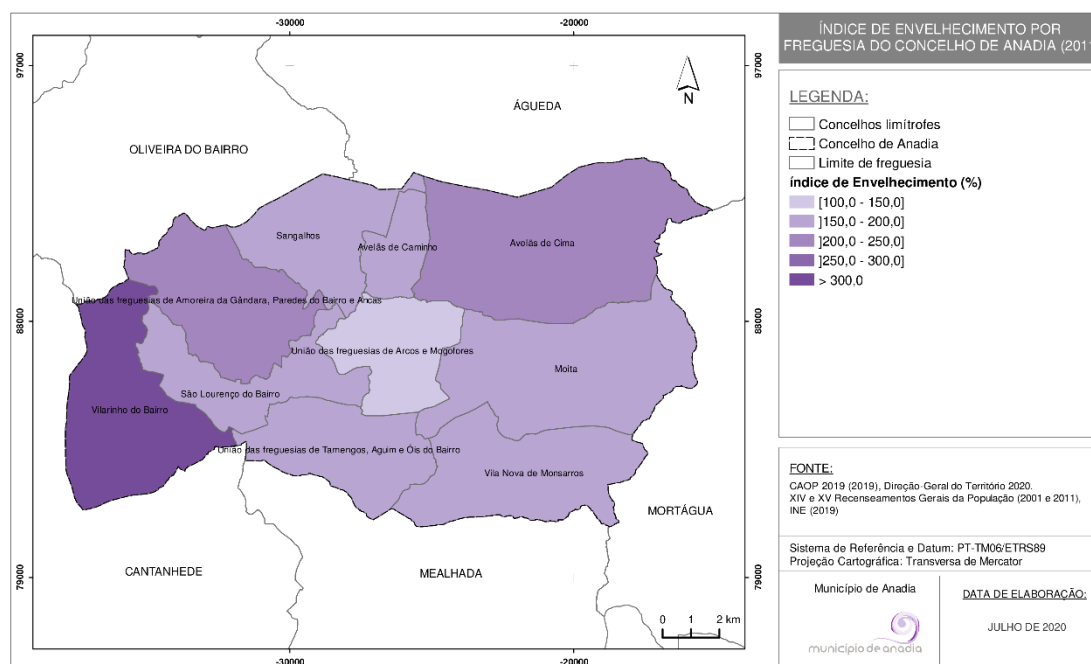 -30000
-20000
ÍNDICE DE ENVELHECIMENTO POR
FREGUESIA DO CONCELHO DE ANADIA (2011
97000
97000
N
ÁGUEDA
OLIVEIRA DO BAIRRO
LEGENDA:
Concelhos limítrofes
Concelho de Anadia
Limite de freguesia
índice de Envelhecimento (%)
]100,0 - 150,0]
]150,0 - 200,0]
]200,0 - 250,0]
]250,0 - 300,0]
> 300,0
Sangalhos
Avelãs de Caminho
Avelãs de Cima
União das freguesias de Amoreira da Gândara, Paredes do Bairro e Ancas
88000
88000
União das freguesias de Arcos e Mogofores
Moita
São Lourenço do Bairro
Vilarinho do Bairro
União das freguesias de Tamengos, Aguim e Óis do Bairro
Vila Nova de Monsarros
MORTÁGUA
CANTANHEDE
MEALHADA
79000
79000
0 1 2 km
-30000
-20000
FONTE:
CAOP 2019 (2019), Direção-Geral do Território 2020.
XIV e XV Recenseamentos Gerais da População (2001 e 2011),
INE (2019)
Sistema de Referência e Datum: PT-TM06/ETRS89
Projeção Cartográfica: Transversa de Mercator
Município de Anadia
município de anadia
DATA DE ELABORAÇÃO:
JULHO DE 2020